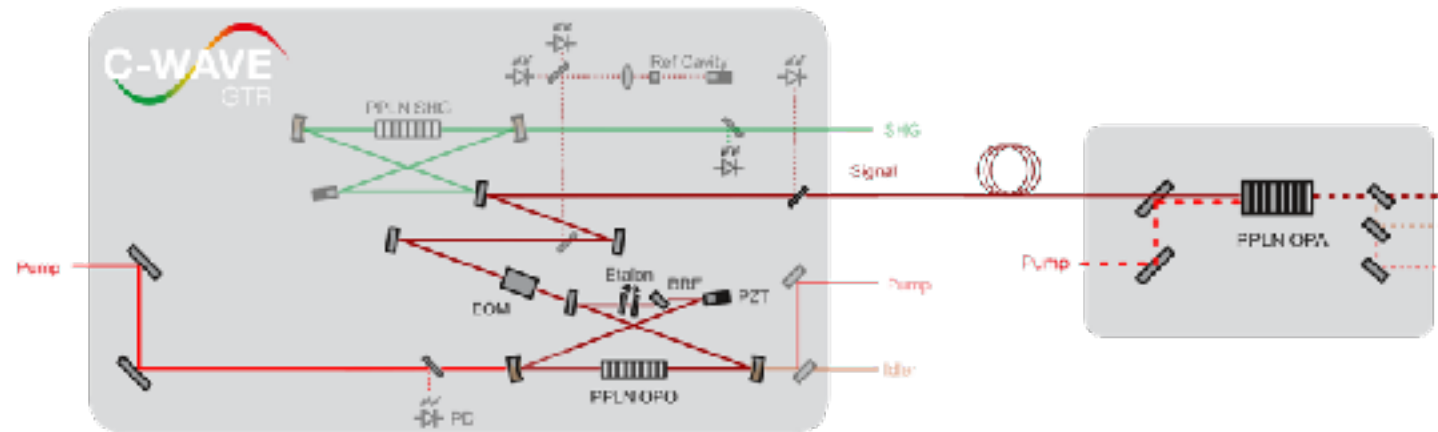 C-WAVE
GTR
Ref Cavity
PPLN SHG
SHG
Signal
PPLN OPA
Pump
Pump
Etalon
BRF
PZT
EOM
Pump
Idler
PPLN OPO
PD